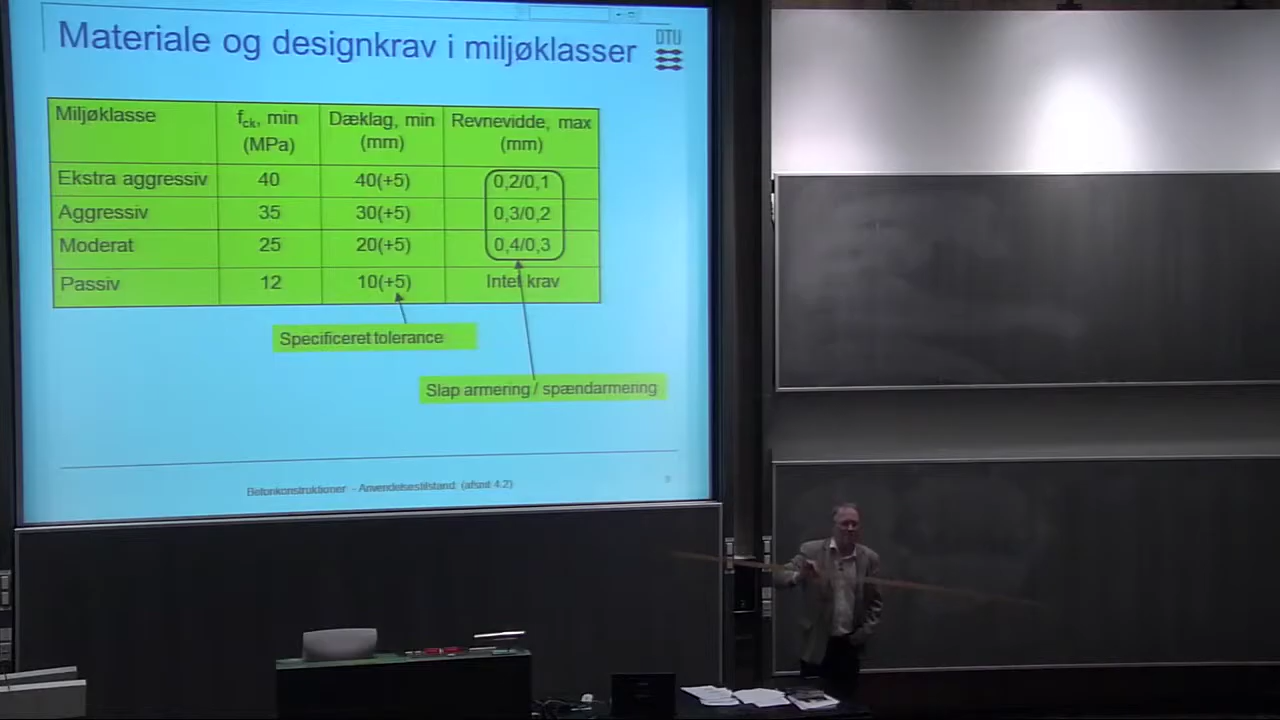 Materiale og designkrav i miljøklasser
DTU
Miljøklasse
fck, min
(MPa)
Dæklag, min
(mm)
Revnevidde, max
(mm)
Ekstra aggressiv 40 40(+5) 0,2/0,1
Aggressiv 35 30(+5) 0,3/0,2
Moderat 25 20(+5) 0,4/0,3
Passiv 12 10(+5) Intet krav
Specificeret tolerance
Slap armering / spændarmering
Betonkonstruktioner - Anvendelsestilstand: (afsnit 4.2)